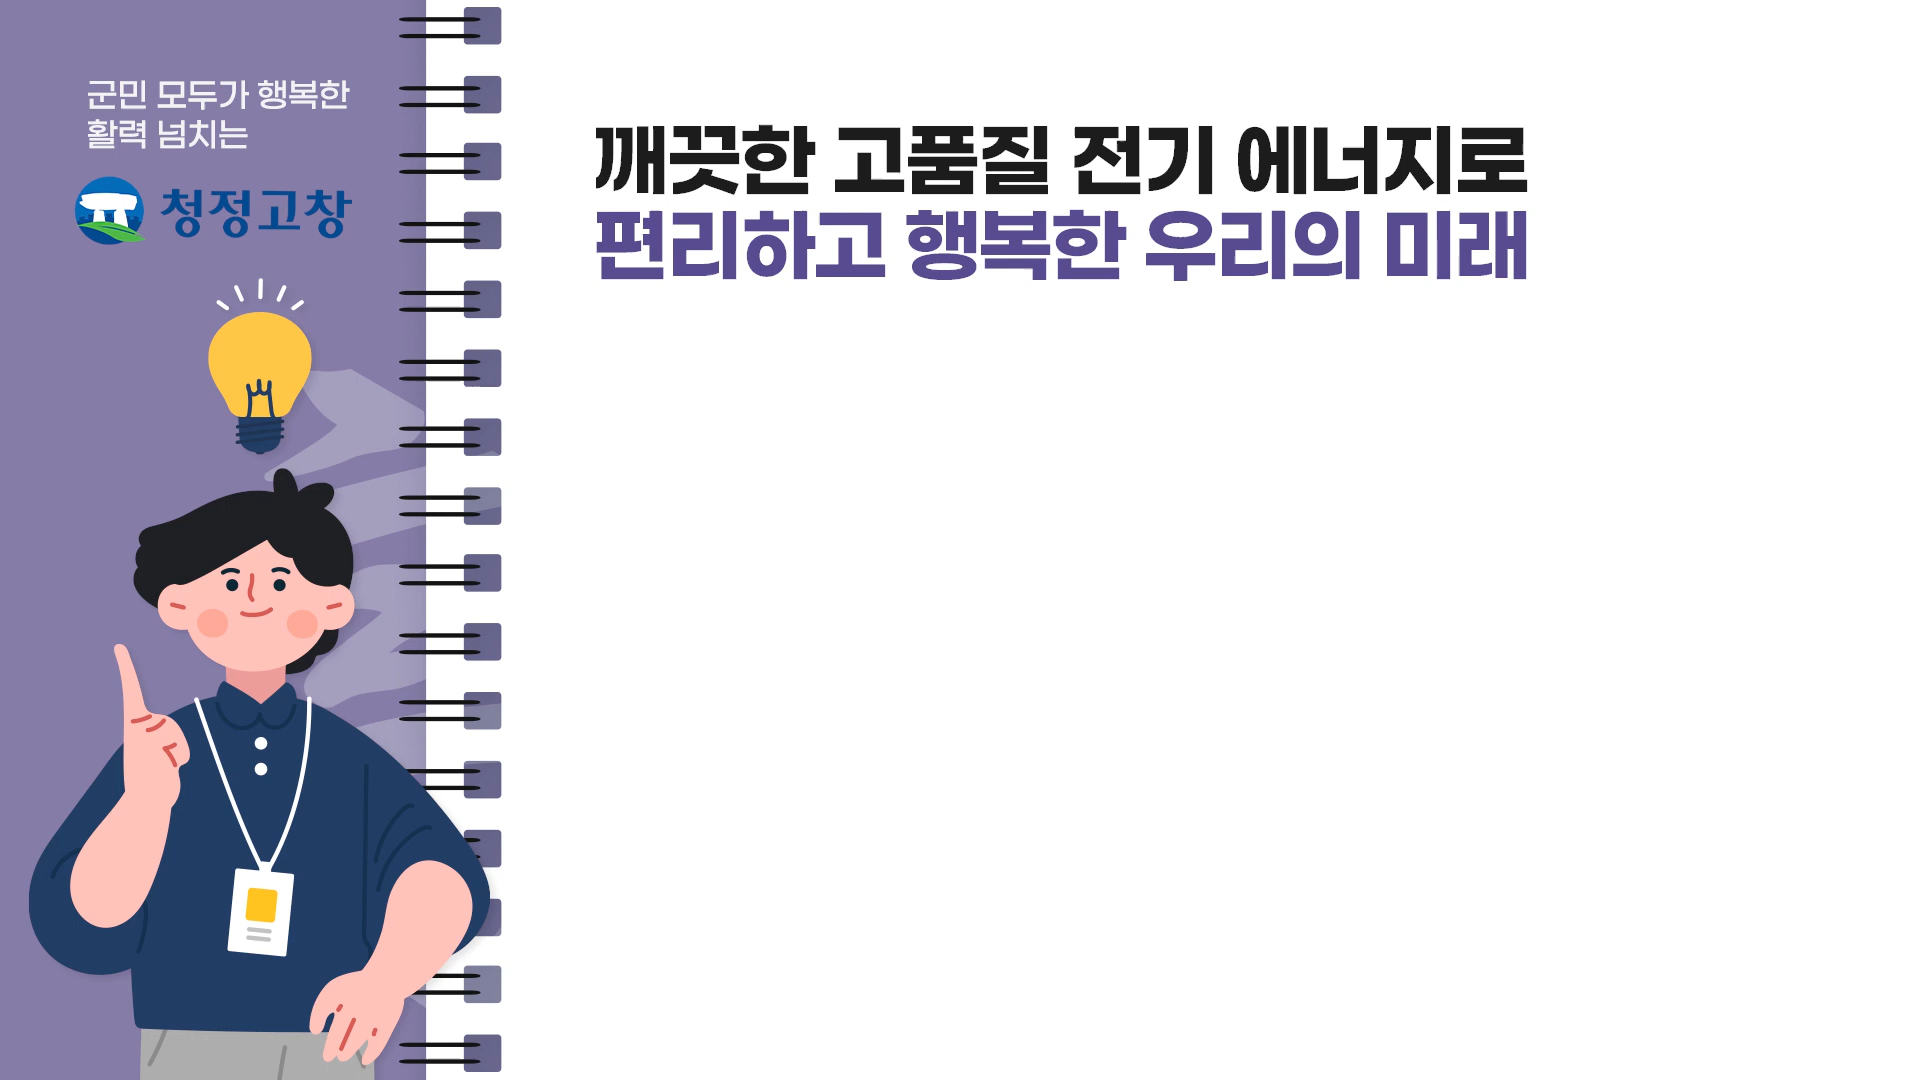 군민 모두가 행복한
활력 넘치는
청정고창
깨끗한 고품질 전기 에너지로
편리하고 행복한 우리의 미래